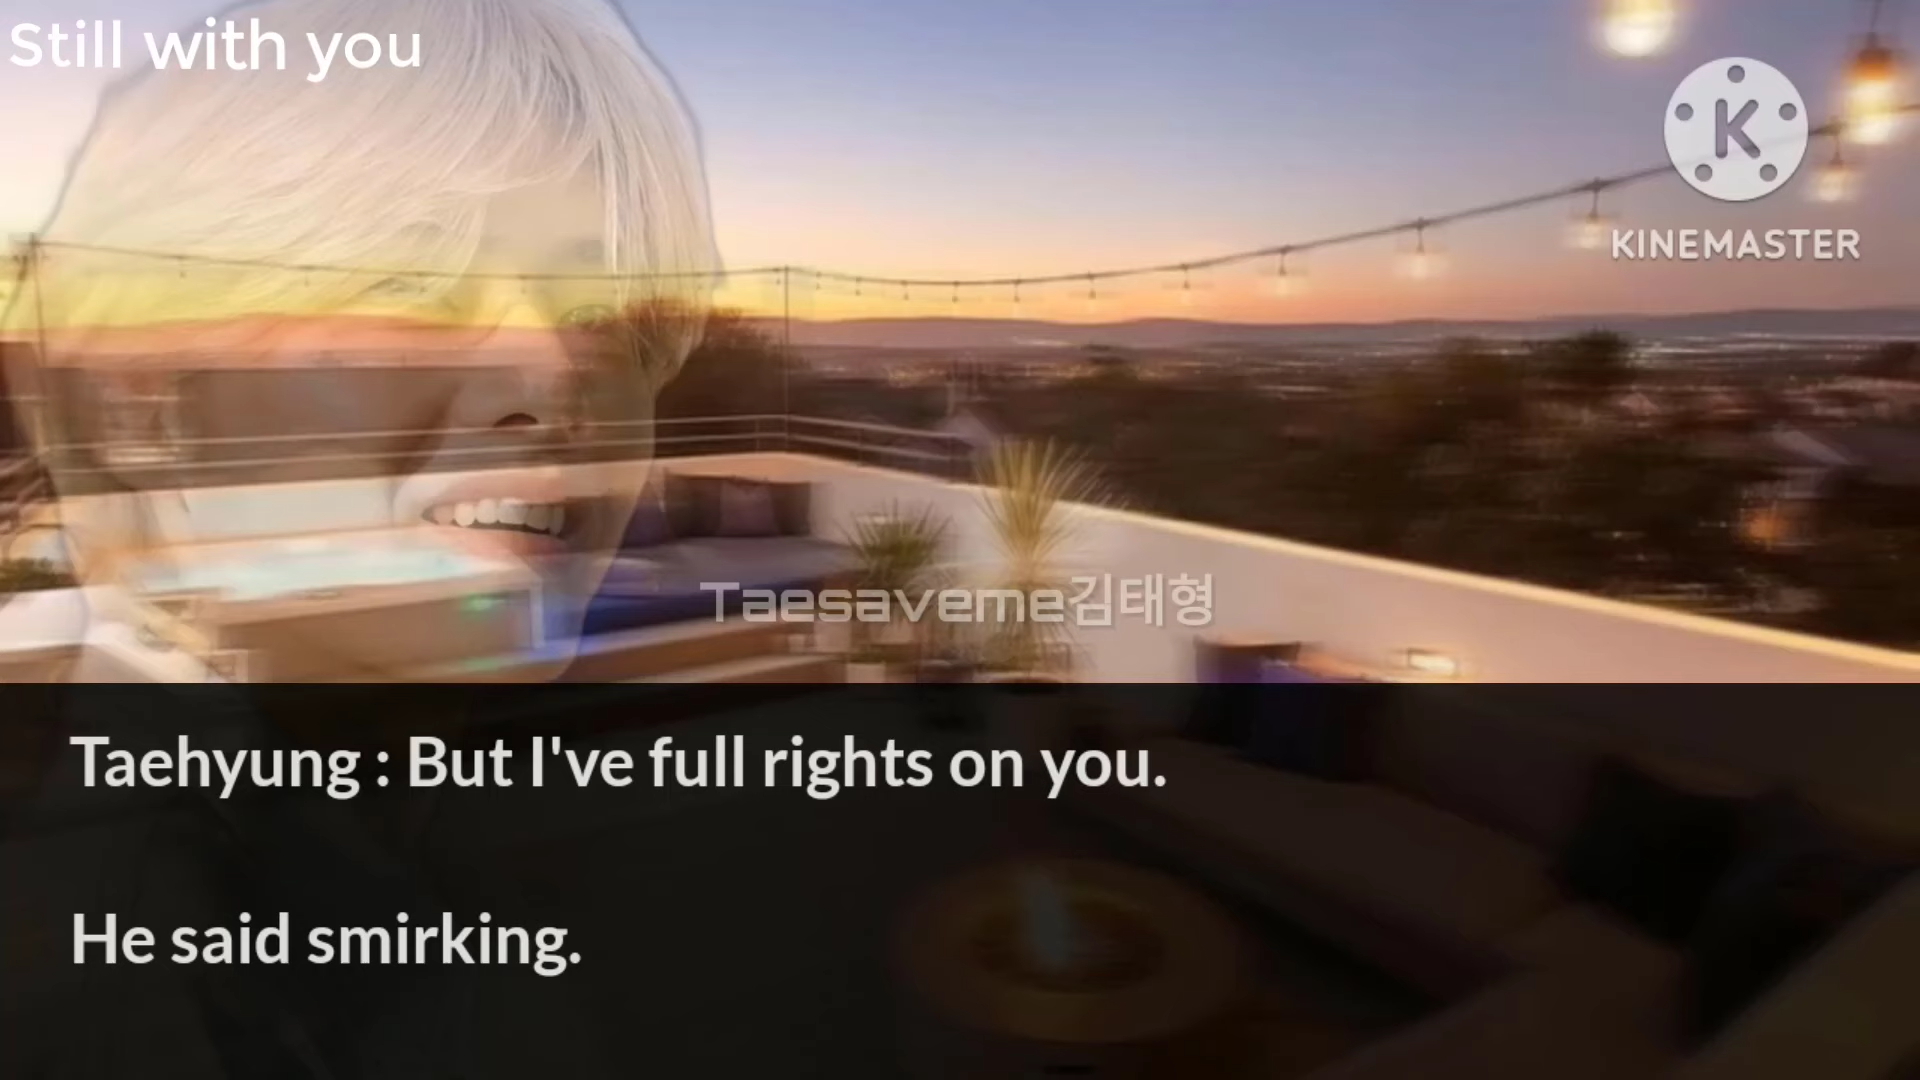 Still with you
K
KINEMASTER
Taesaveme김태형
Taehyung : But I've full rights on you.
He said smirking.